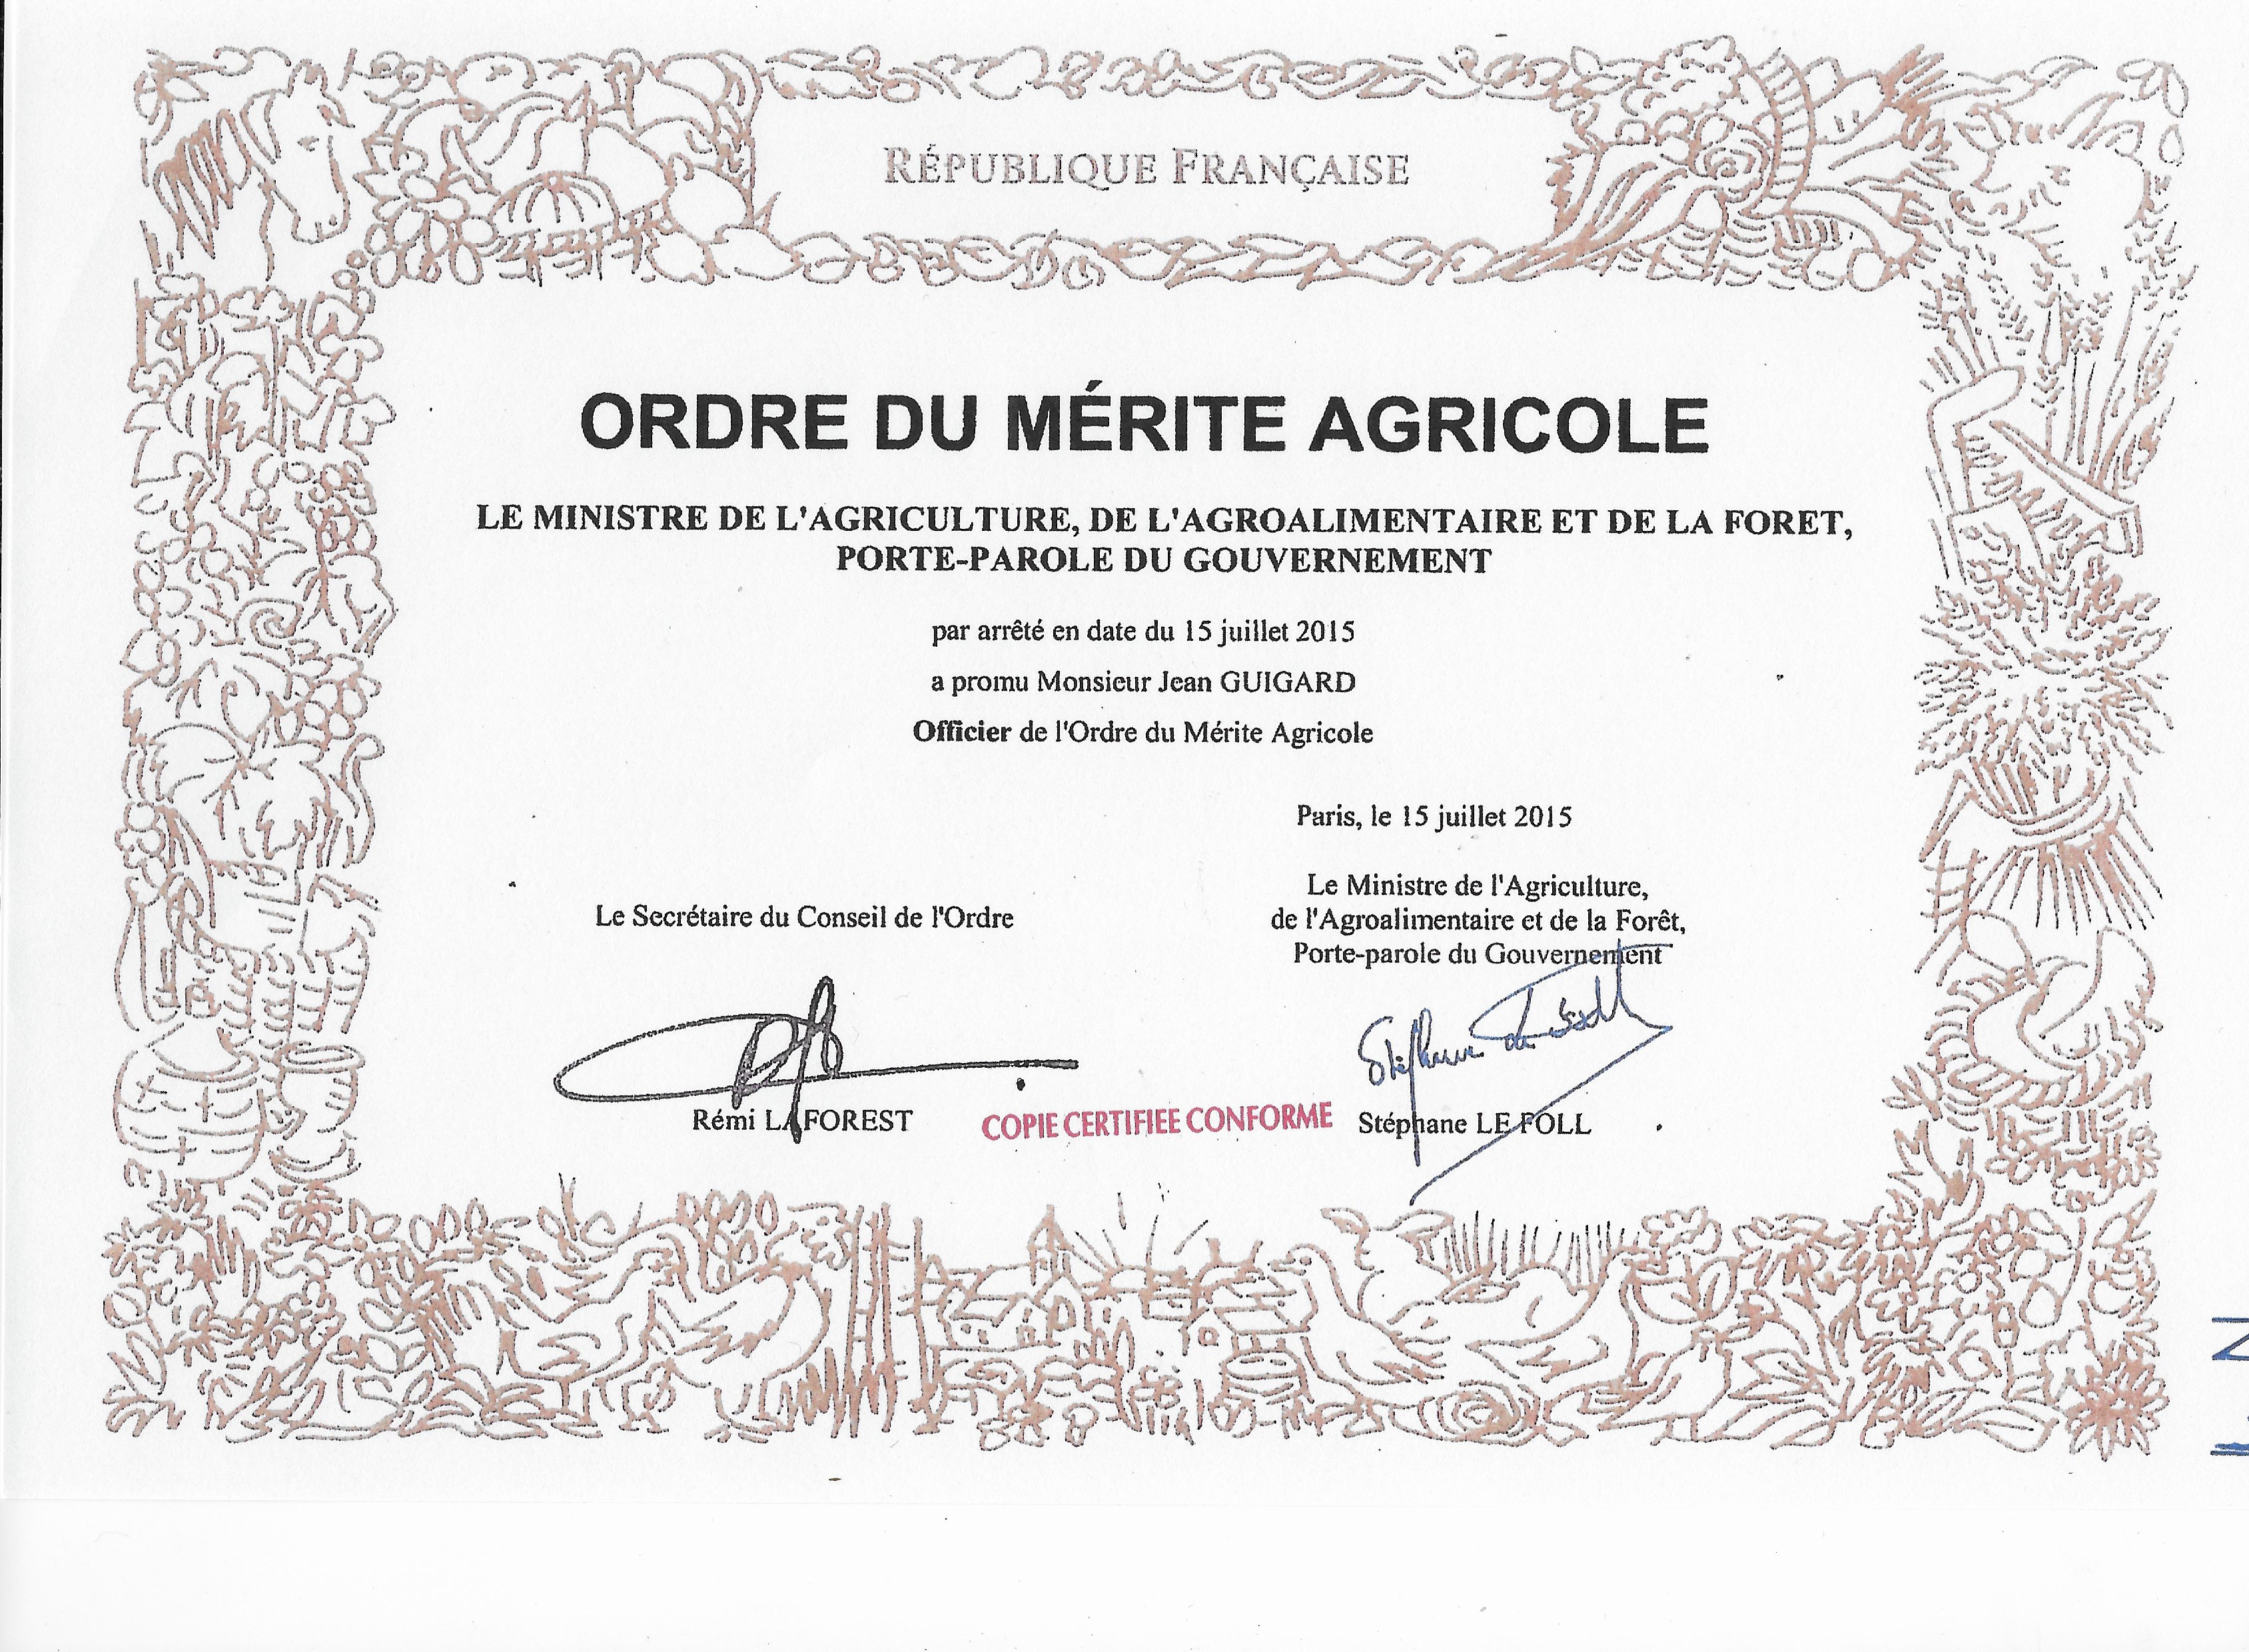 RÉPUBLIQUE FRANÇAISE
ORDRE DU MÉRITE AGRICOLE
LE MINISTRE DE L'AGRICULTURE, DE L'AGROALIMENTAIRE ET DE LA FORET,
PORTE-PAROLE DU GOUVERNEMENT
par arrêté en date du 15 juillet 2015
a promu Monsieur Jean GUIGARD
Officier de l'Ordre du Mérite Agricole
Paris, le 15 juillet 2015
Le Secrétaire du Conseil de l'Ordre
Le Ministre de l'Agriculture,
de l'Agroalimentaire et de la Forêt,
Porte-parole du Gouvernement
Rémi LAFOREST
COPIE CERTIFIEE CONFORME
Stéphane LE FOLL